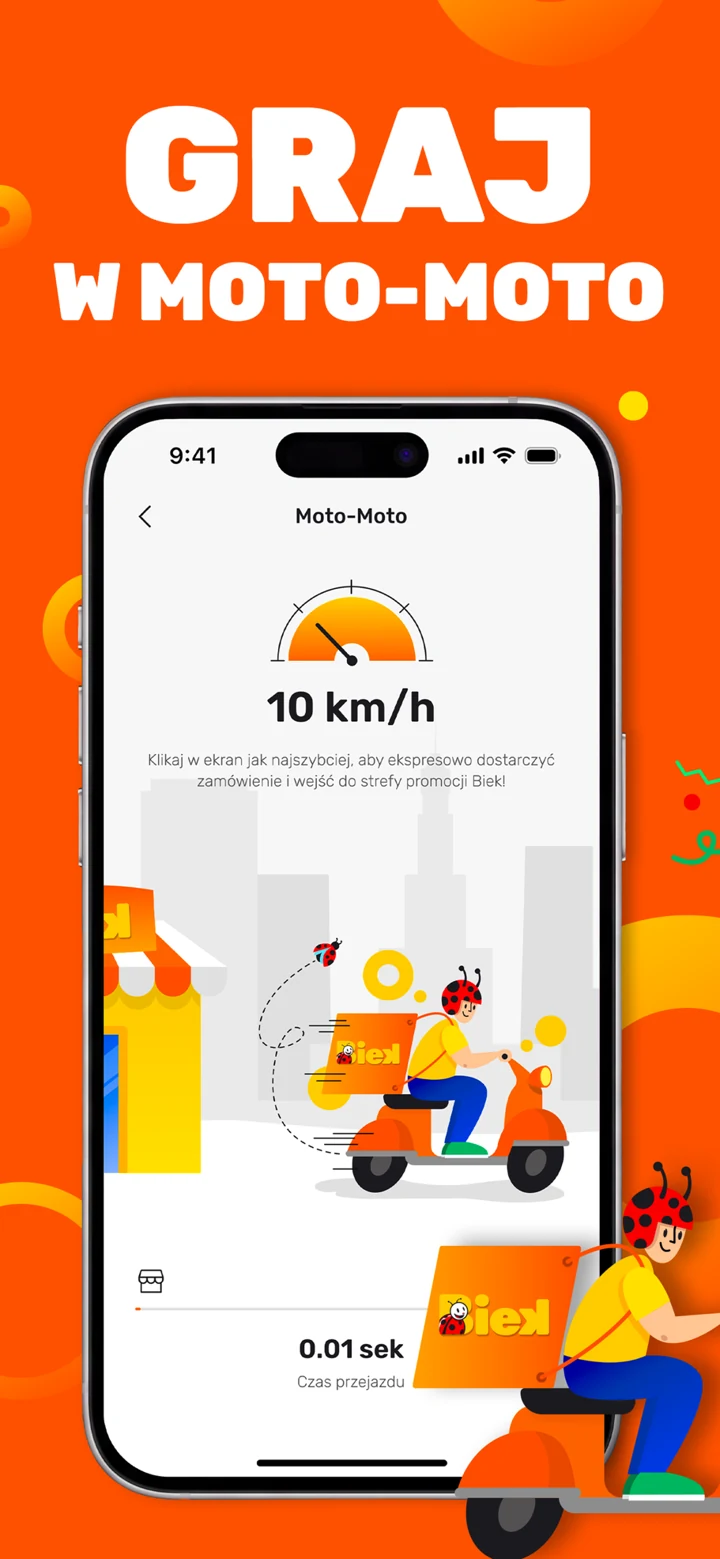 GRAJ
W MOTO-MOTO
9:41
Moto-Moto
10 km/h
Klikaj w ekran jak najszybciej, aby ekspresowo dostarczyć
zamówienie i wejść do strefy promocji Biek!
ek
Biek
0.01 sek
Czas przejazdu
Biek